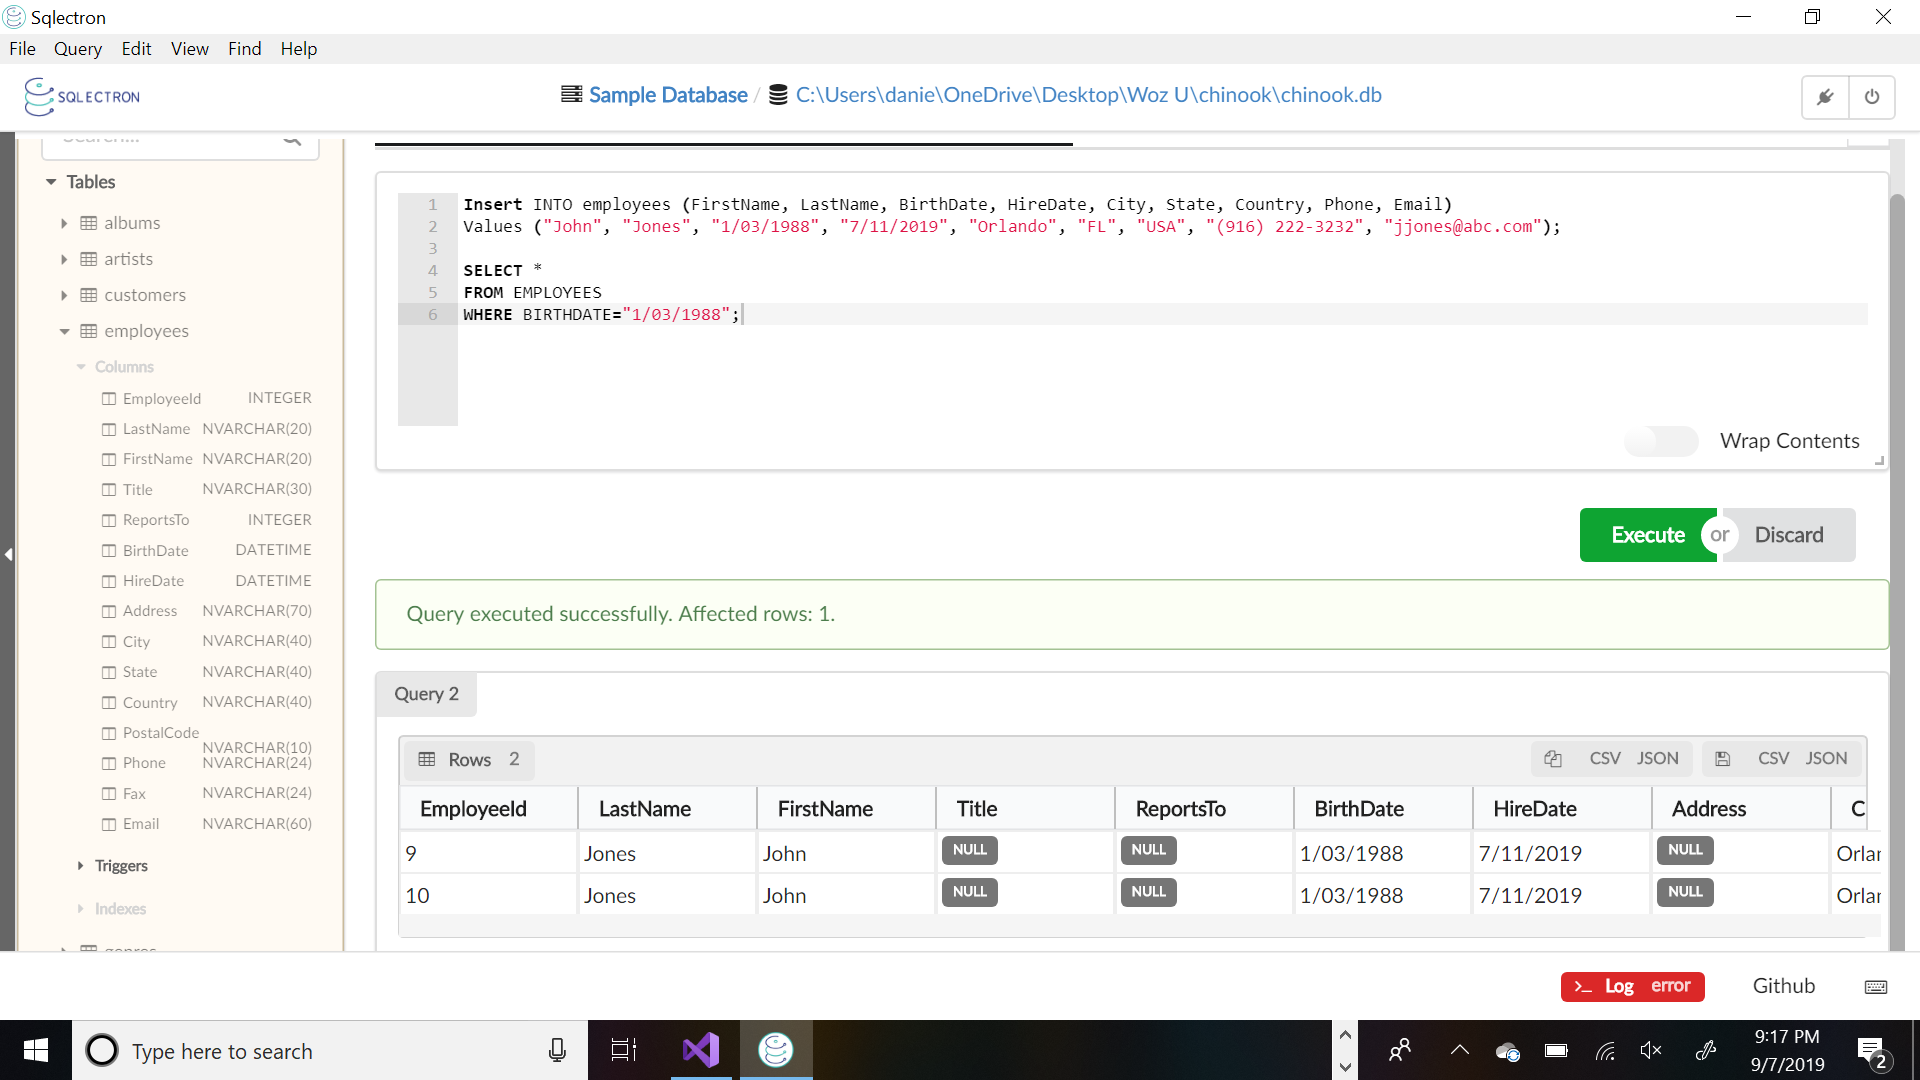 Sqlectron
File Query Edit View Find Help
SQLECTRON
Sample Database / C:\Users\danie\OneDrive\Desktop\Woz U\chinook\chinook.db
Search...
Tables
albums
artists
customers
employees
Columns
EmployeeId INTEGER
LastName NVARCHAR(20)
FirstName NVARCHAR(20)
Title NVARCHAR(30)
ReportsTo INTEGER
BirthDate DATETIME
HireDate DATETIME
Address NVARCHAR(70)
City NVARCHAR(40)
State NVARCHAR(40)
Country NVARCHAR(40)
PostalCode NVARCHAR(10)
Phone NVARCHAR(24)
Fax NVARCHAR(24)
Email NVARCHAR(60)
Triggers
Indexes
genres
1 Insert INTO employees (FirstName, LastName, BirthDate, HireDate, City, State, Country, Phone, Email)
2 Values ("John", "Jones", "1/03/1988", "7/11/2019", "Orlando", "FL", "USA", "(916) 222-3232", "jjones@abc.com");
3
4 SELECT *
5 FROM EMPLOYEES
6 WHERE BIRTHDATE="1/03/1988";
Wrap Contents
Execute or Discard
Query executed successfully. Affected rows: 1.
Query 2
Rows 2 CSV JSON CSV JSON
EmployeeId LastName FirstName Title ReportsTo BirthDate HireDate Address C
9 Jones John NULL NULL 1/03/1988 7/11/2019 NULL Orlar
10 Jones John NULL NULL 1/03/1988 7/11/2019 NULL Orlar
>_ Log error Github
Type here to search
9:17 PM
9/7/2019
2